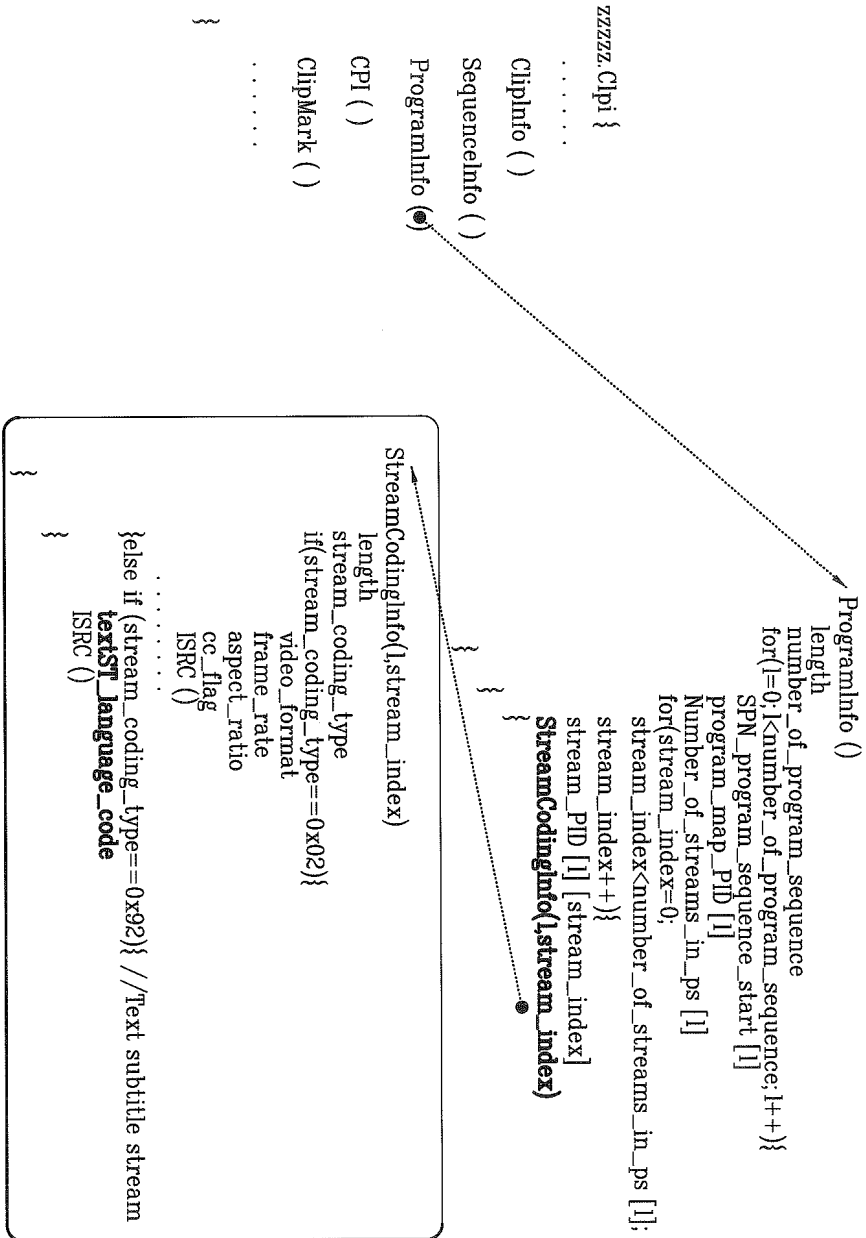 zzzzz.Clpi {
. . . . . .
ClipInfo ( )
SequenceInfo ( )
ProgramInfo ( )
CPI ( )
ClipMark ( )
. . . . . .
}
ProgramInfo ()
length
number_of_program_sequence
for(l=0;l<number_of_program_sequence;l++){
SPN_program_sequence_start [l]
program_map_PID [l]
Number_of_streams_in_ps [l]
for(stream_index=0;
stream_index<number_of_streams_in_ps [l];
stream_index++){
stream_PID [l] [stream_index]
StreamCodingInfo(l,stream_index)
}
}
}
StreamCodingInfo(l,stream_index)
length
stream_coding_type
if(stream_coding_type==0x02){
video_format
frame_rate
aspect_ratio
cc_flag
ISRC ()
. . . . . . . . .
}else if (stream_coding_type==0x92){ //Text subtitle stream
textST_language_code
ISRC ()
}
}